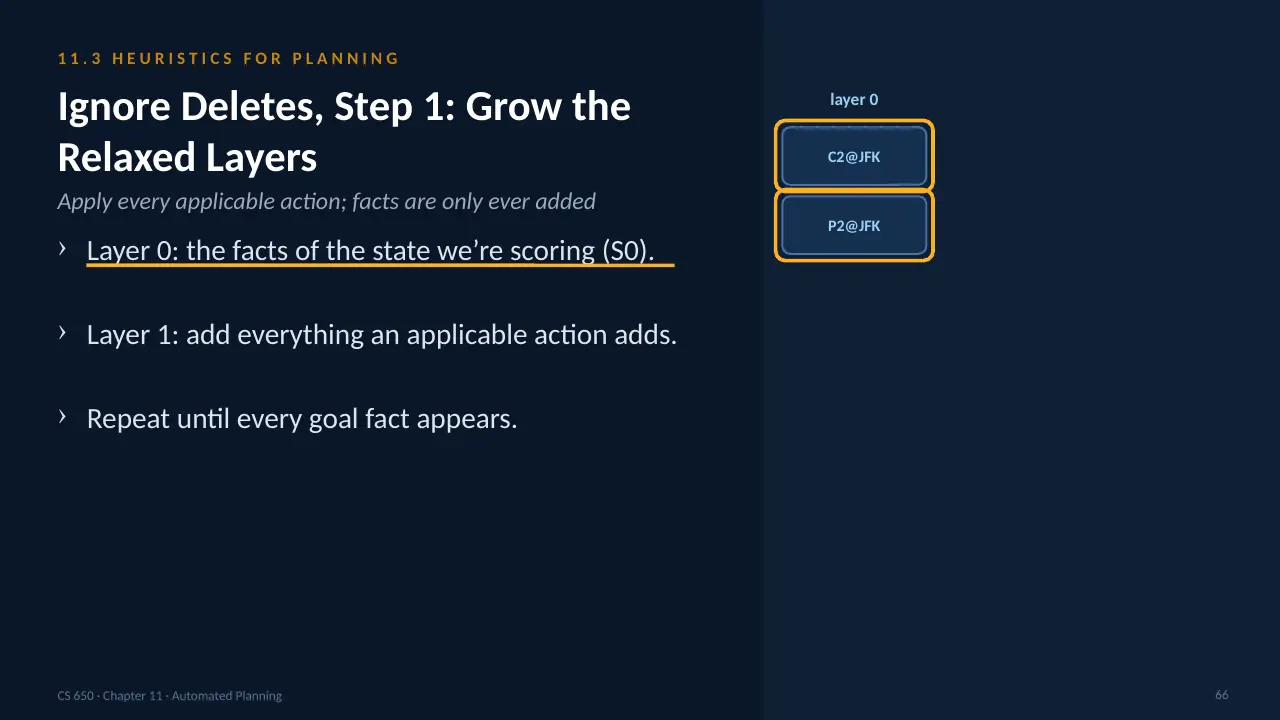 11.3 HEURISTICS FOR PLANNING
Ignore Deletes, Step 1: Grow the
Relaxed Layers
Apply every applicable action; facts are only ever added
› Layer 0: the facts of the state we’re scoring (S0).
› Layer 1: add everything an applicable action adds.
› Repeat until every goal fact appears.
layer 0
C2@JFK
P2@JFK
CS 650 · Chapter 11 · Automated Planning
66